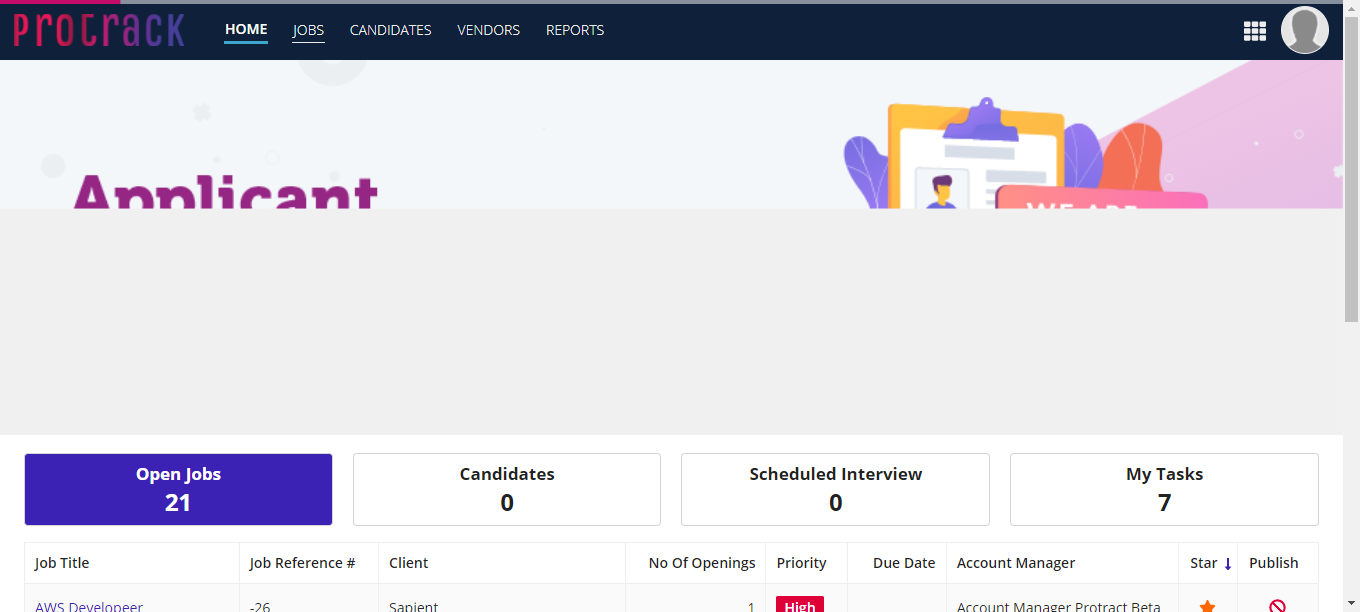 Protrack
HOME JOBS CANDIDATES VENDORS REPORTS
Applicant
WE ARE
Open Jobs
21
Candidates
0
Scheduled Interview
0
My Tasks
7
Job Title Job Reference # Client No Of Openings Priority Due Date Account Manager Star Publish
AWS Developeer -26 Sapient 1 High Account Manager Protract Beta